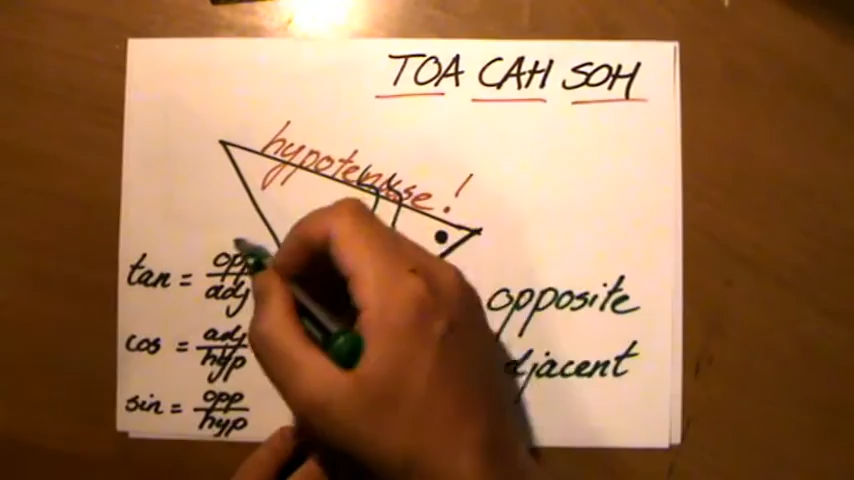 TOA CAH SOH
hypotenuse!
tan = opp
adj
opposite
cos = adj
hyp
adjacent
sin = opp
hyp